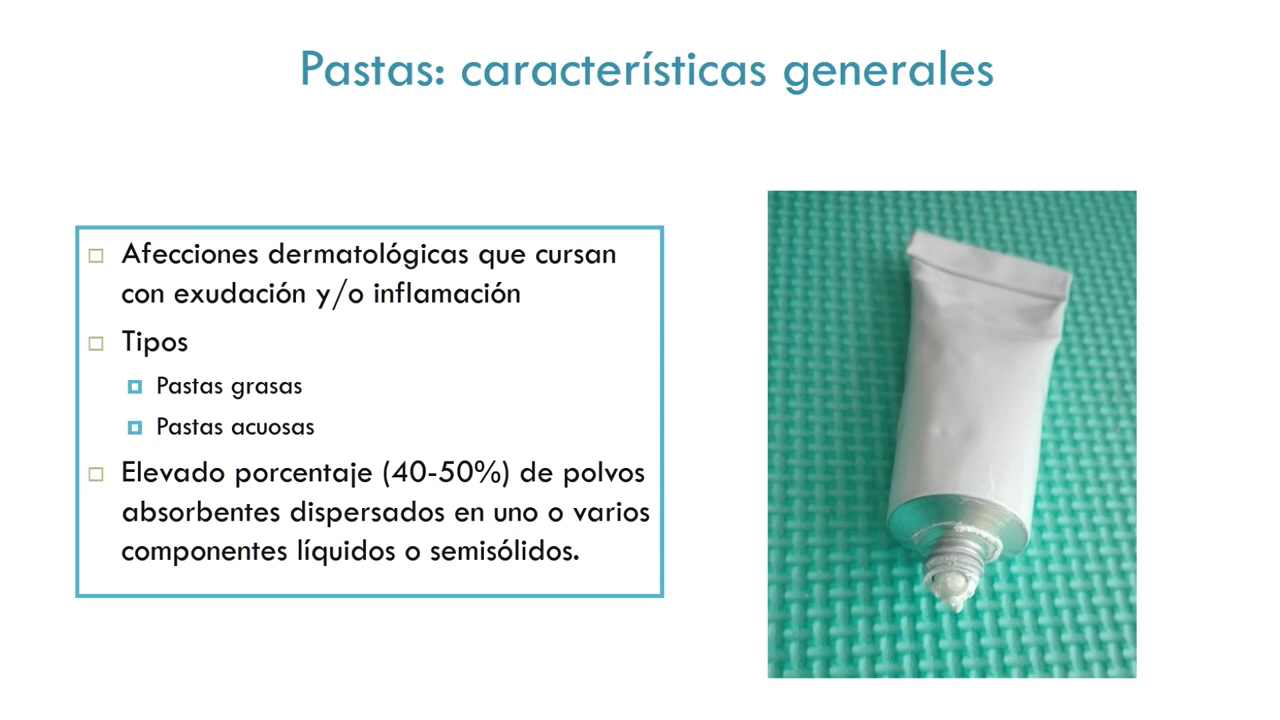 Pastas: características generales
Afecciones dermatológicas que cursan
con exudación y/o inflamación
Tipos
Pastas grasas
Pastas acuosas
Elevado porcentaje (40-50%) de polvos
absorbentes dispersados en uno o varios
componentes líquidos o semisólidos.